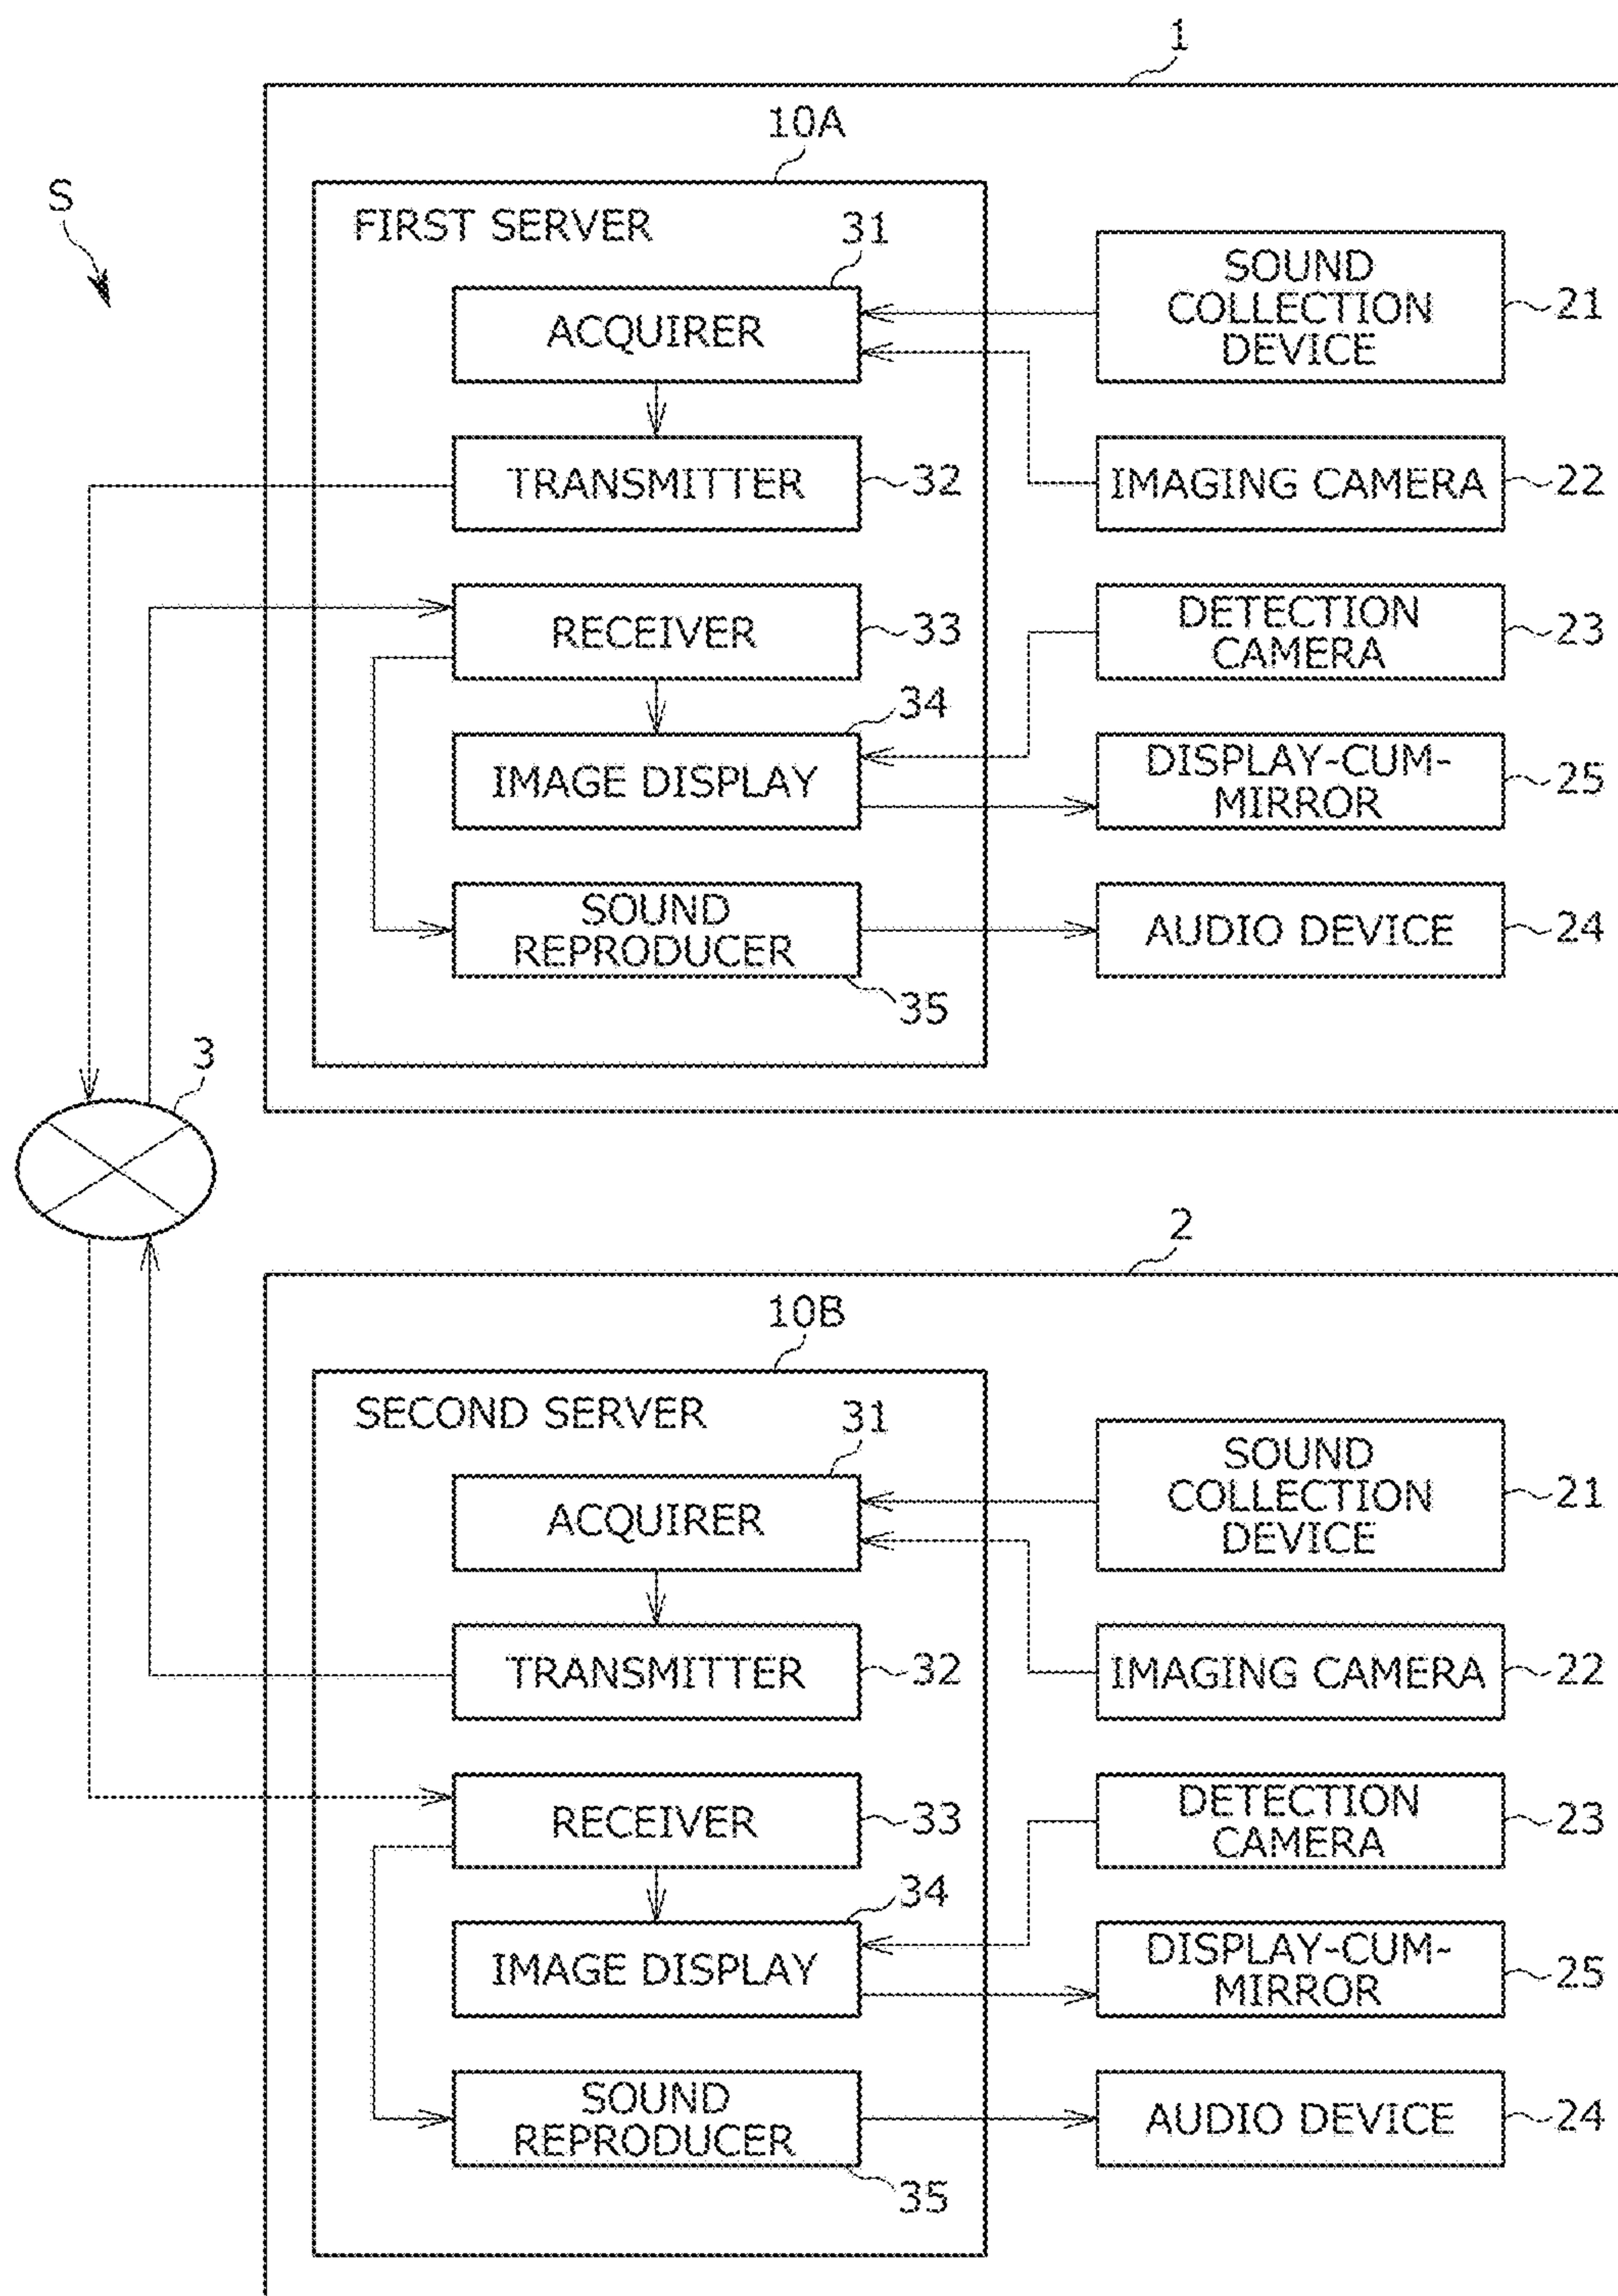 1
10A
S
FIRST SERVER
31
SOUND
COLLECTION
DEVICE
21
ACQUIRER
TRANSMITTER
32
IMAGING CAMERA
22
RECEIVER
33
DETECTION
CAMERA
23
34
IMAGE DISPLAY
DISPLAY-CUM-
MIRROR
25
SOUND
REPRODUCER
AUDIO DEVICE
24
35
3
2
10B
SECOND SERVER
31
SOUND
COLLECTION
DEVICE
21
ACQUIRER
TRANSMITTER
32
IMAGING CAMERA
22
RECEIVER
33
DETECTION
CAMERA
23
34
IMAGE DISPLAY
DISPLAY-CUM-
MIRROR
25
SOUND
REPRODUCER
AUDIO DEVICE
24
35